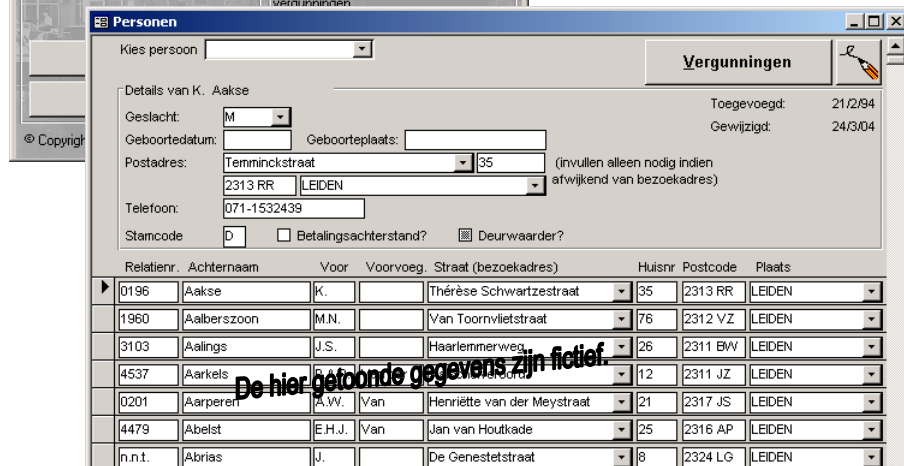 vergunningen
Personen
Kies persoon
Vergunningen
Details van K. Aakse
Toegevoegd: 21/2/94
Geslacht: M
Gewijzigd: 24/3/04
© Copyrigh
Geboortedatum: Geboorteplaats:
Postadres: Temminckstraat 35 (invullen alleen nodig indien
2313 RR LEIDEN afwijkend van bezoekadres)
Telefoon: 071-1532439
Stamcode D Betalingsachterstand? Deurwaarder?
Relatienr. Achternaam Voor Voorvoeg. Straat (bezoekadres) Huisnr Postcode Plaats
0196 Aakse K. Thérèse Schwartzestraat 35 2313 RR LEIDEN
1960 Aalberszoon M.N. Van Toornvlietstraat 76 2312 VZ LEIDEN
3103 Aalings J.S. Haarlemmerweg 26 2311 BW LEIDEN
4537 Aarkels 12 2311 JZ LEIDEN
De hier getoonde gegevens zijn fictief.
0201 Aarperen A.W. Van Henriëtte van der Meystraat 21 2317 JS LEIDEN
4479 Abelst E.H.J. Van Jan van Houtkade 25 2316 AP LEIDEN
n.n.t. Abrias J. De Genestetstraat 8 2324 LG LEIDEN